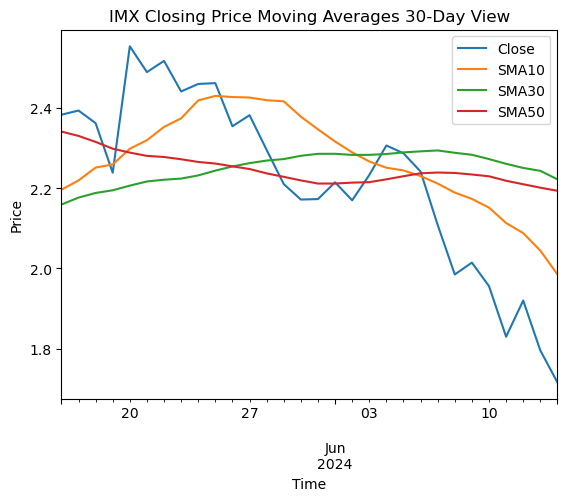 IMX Closing Price Moving Averages 30-Day View
Close
SMA10
SMA30
SMA50
2.4
2.2
2.0
1.8
Price
20
27
03
10
Jun
2024
Time